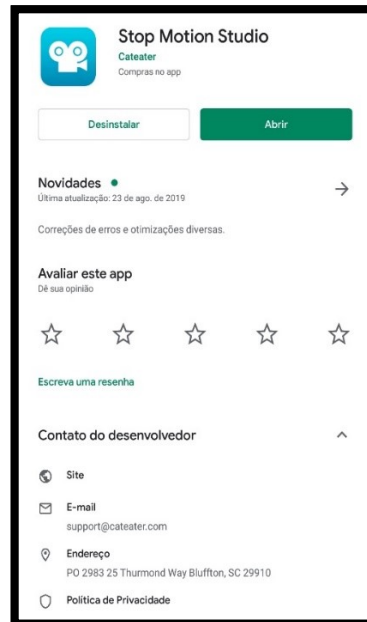 Stop Motion Studio
Cateater
Compras no app
Desinstalar
Abrir
Novidades
Última atualização: 23 de ago. de 2019
Correções de erros e otimizações diversas.
Avaliar este app
Dê sua opinião
Escreva uma resenha
Contato do desenvolvedor
Site
E-mail
support@cateater.com
Endereço
PO 2983 25 Thurmond Way Bluffton, SC 29910
Política de Privacidade